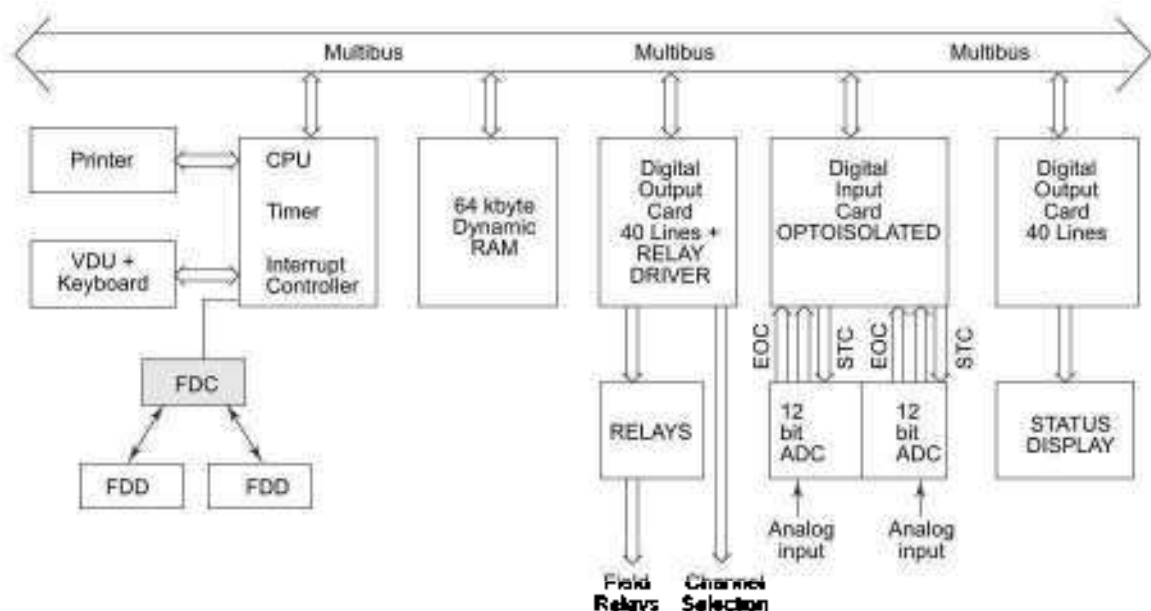 Multibus
Multibus
Multibus
Printer
CPU
Timer
Interrupt
Controller
VDU +
Keyboard
64 kbyte
Dynamic
RAM
Digital
Output
Card
40 Lines +
RELAY
DRIVER
Digital
Input
Card
OPTOISOLATED
Digital
Output
Card
40 Lines
EOC
STC
EOC
STC
FDC
FDD
FDD
RELAYS
12
bit
ADC
12
bit
ADC
STATUS
DISPLAY
Analog
input
Analog
input
Field
Relays
Channel
Selection